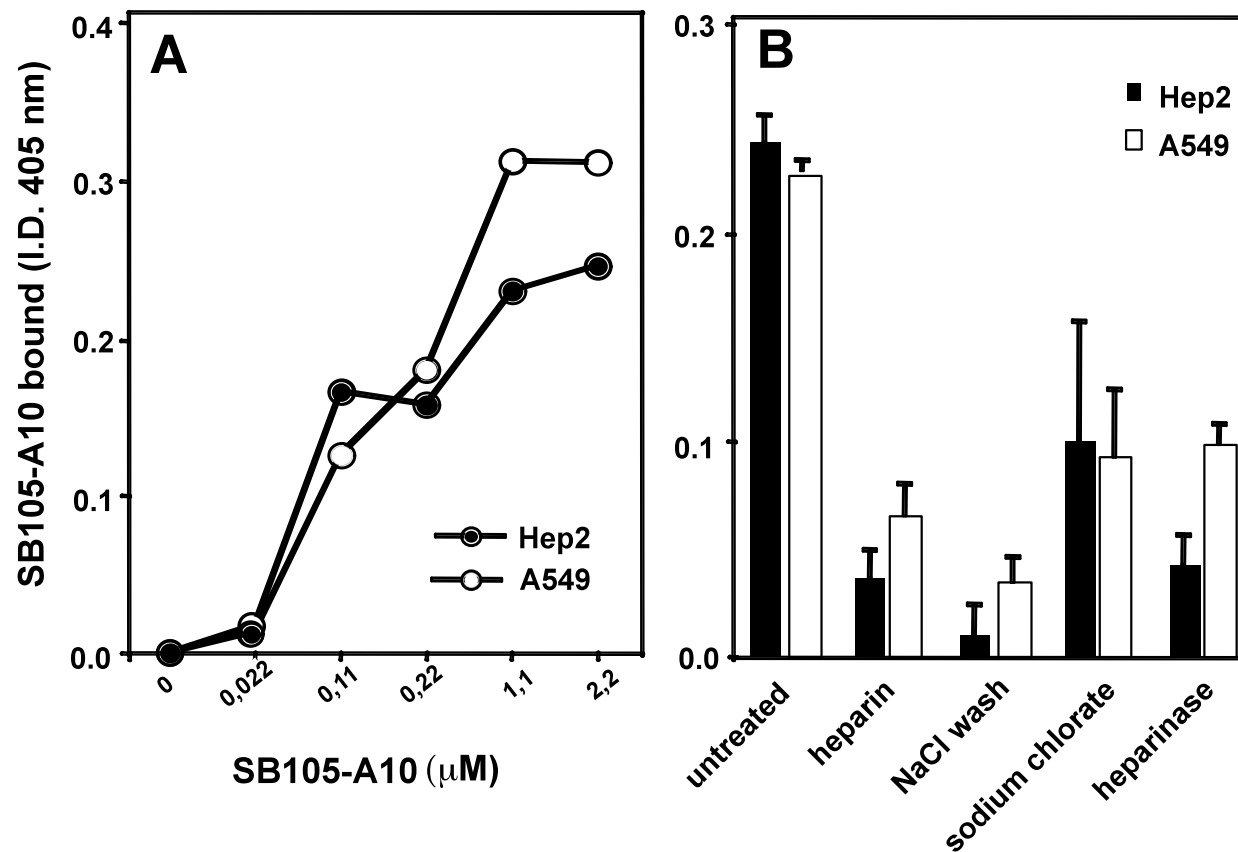 A
SB105-A10 bound (I.D. 405 nm)
0.4
0.3
0.2
0.1
0.0
Hep2
A549
0
0,022
0,11
0,22
1,1
2,2
SB105-A10 (μM)
B
0.3
0.2
0.1
0.0
Hep2
A549
untreated
heparin
NaCl wash
sodium chlorate
heparinase